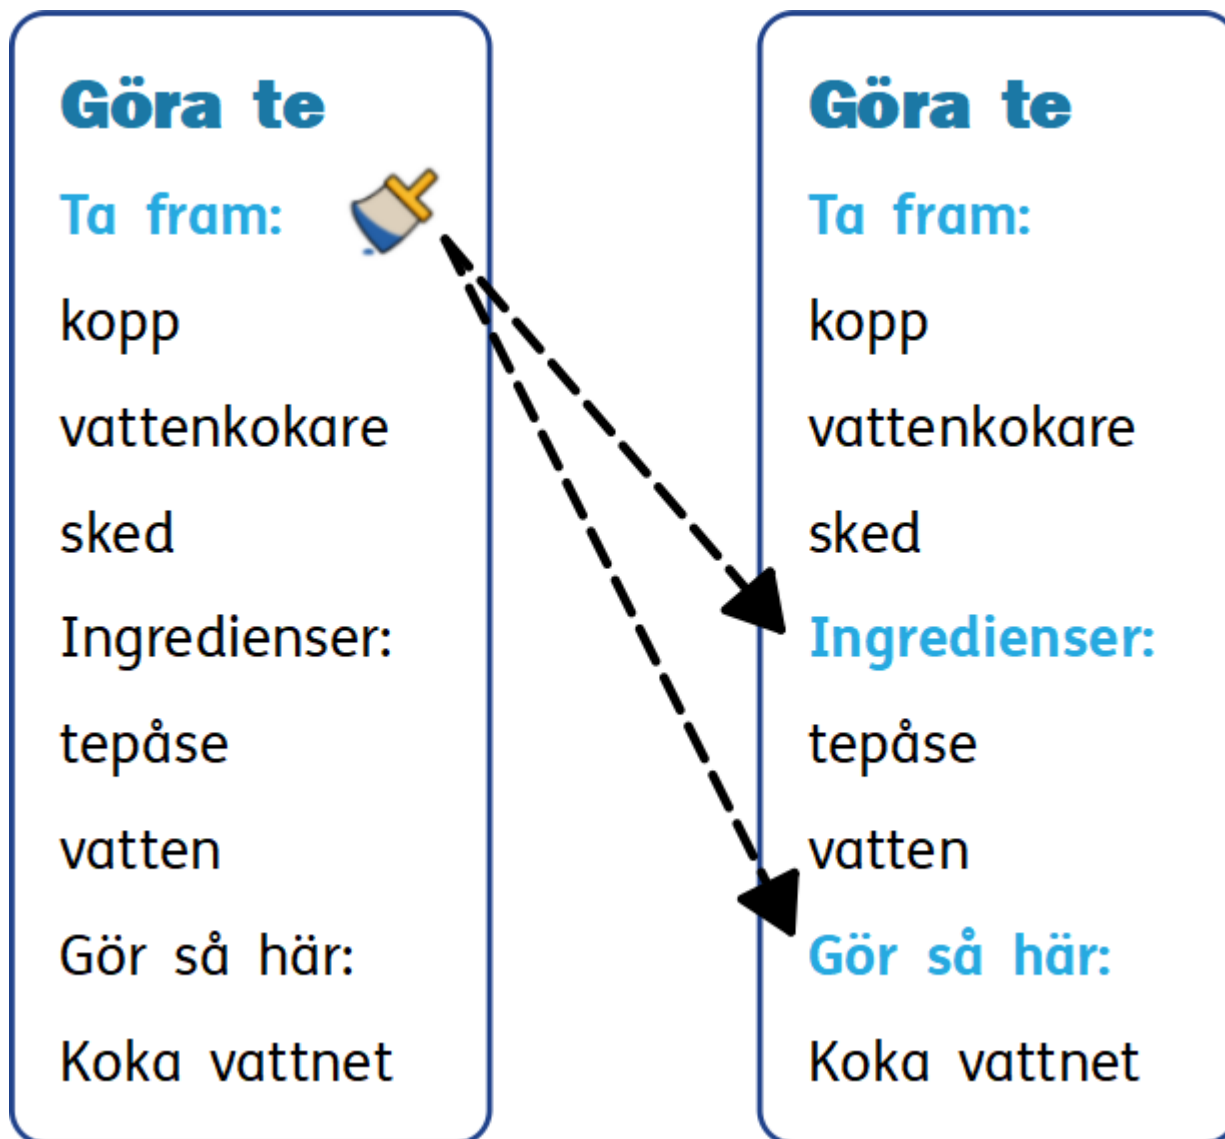 Göra te
Ta fram:
kopp
vattenkokare
sked
Ingredienser:
tepåse
vatten
Gör så här:
Koka vattnet
Göra te
Ta fram:
kopp
vattenkokare
sked
Ingredienser:
tepåse
vatten
Gör så här:
Koka vattnet